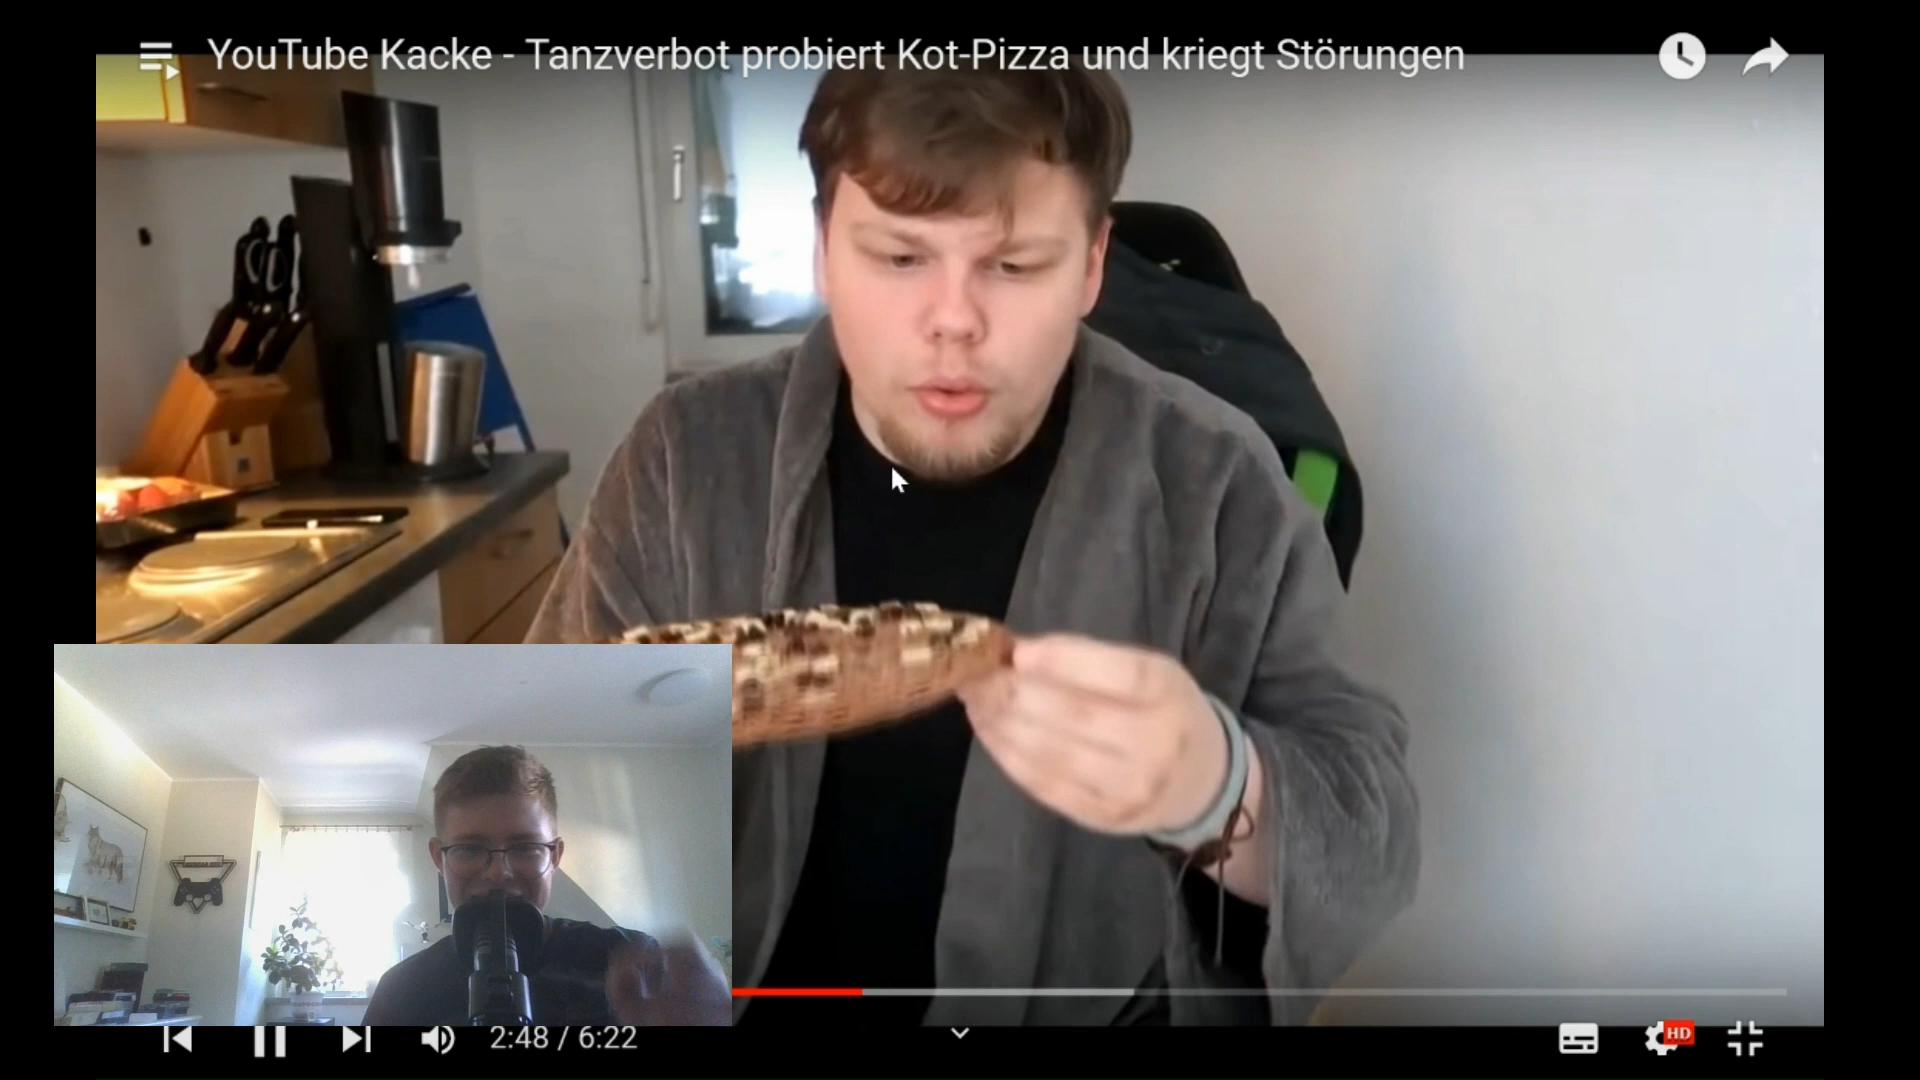 YouTube Kacke - Tanzverbot probiert Kot-Pizza und kriegt Störungen
2:48 / 6:22
HD